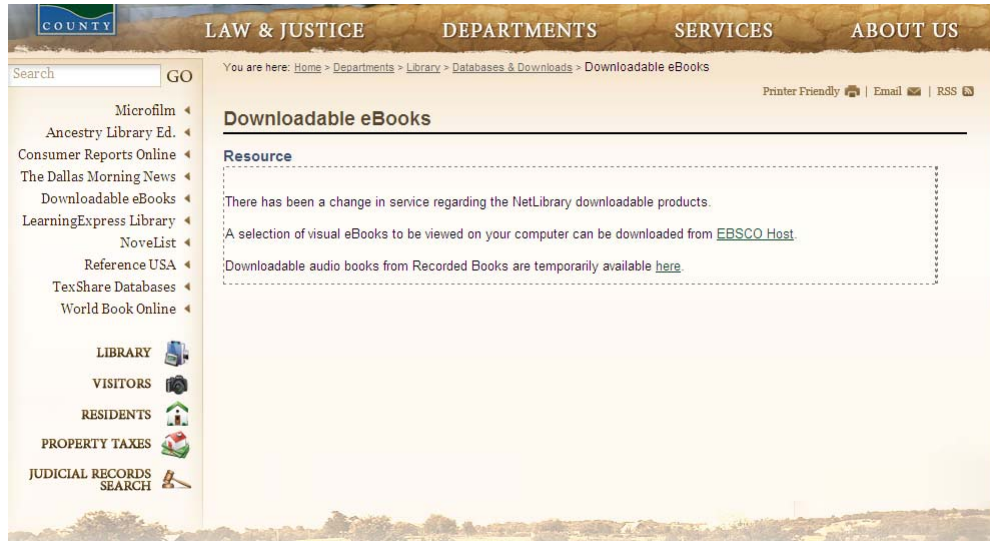 COUNTY
LAW & JUSTICE DEPARTMENTS SERVICES ABOUT US
Search GO
You are here: Home > Departments > Library > Databases & Downloads > Downloadable eBooks
Printer Friendly | Email | RSS
Microfilm
Ancestry Library Ed.
Consumer Reports Online
The Dallas Morning News
Downloadable eBooks
LearningExpress Library
NoveList
Reference USA
TexShare Databases
World Book Online
LIBRARY
VISITORS
RESIDENTS
PROPERTY TAXES
JUDICIAL RECORDS
SEARCH
Downloadable eBooks
Resource
There has been a change in service regarding the NetLibrary downloadable products.
A selection of visual eBooks to be viewed on your computer can be downloaded from EBSCO Host.
Downloadable audio books from Recorded Books are temporarily available here.